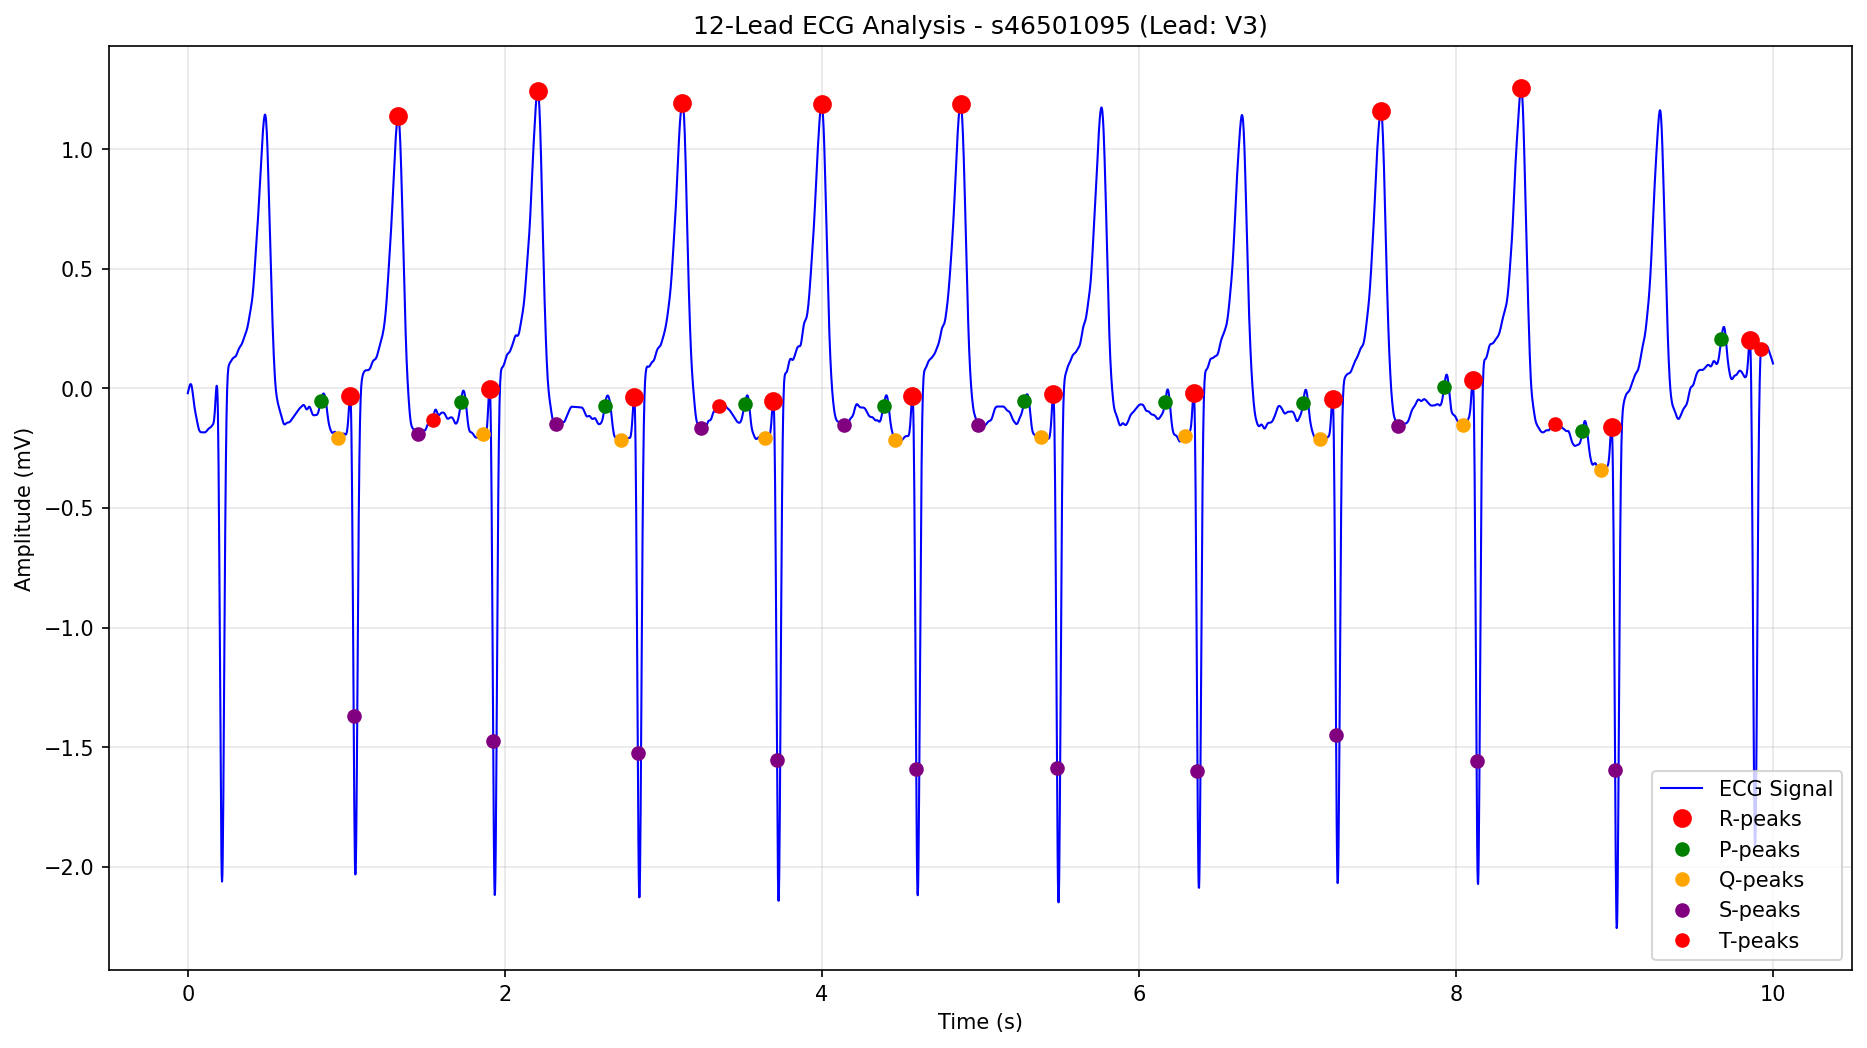 12-Lead ECG Analysis - s46501095 (Lead: V3)
Amplitude (mV)
1.0
0.5
0.0
−0.5
−1.0
−1.5
−2.0
0 2 4 6 8 10
Time (s)
ECG Signal
R-peaks
P-peaks
Q-peaks
S-peaks
T-peaks